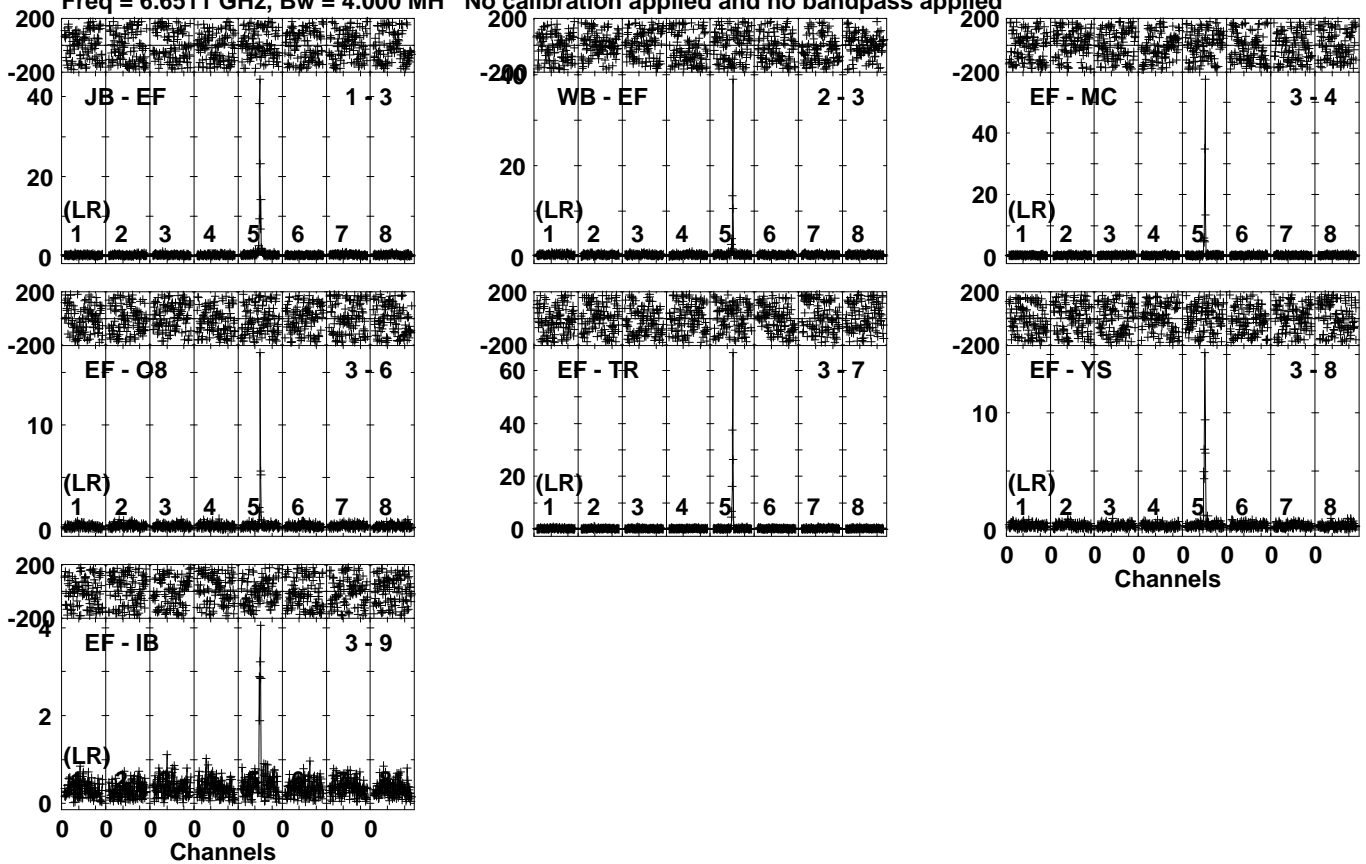 Freq = 6.6511 GHz, Bw = 4.000 MH No calibration applied and no bandpass applied
200
-200
JB - EF 1 - 3
40
20
0
(LR)
1 2 3 4 5 6 7 8
200
-200
40
WB - EF 2 - 3
20
0
(LR)
1 2 3 4 5 6 7 8
200
-200
EF - MC 3 - 4
40
20
0
(LR)
1 2 3 4 5 6 7 8
200
-200
EF - O8 3 - 6
10
0
(LR)
1 2 3 4 5 6 7 8
200
-200
EF - TR 3 - 7
60
40
20
0
(LR)
1 2 3 4 5 6 7 8
200
-200
EF - YS 3 - 8
10
0
(LR)
1 2 3 4 5 6 7 8
0 0 0 0 0 0 0 0
Channels
200
-200
4
EF - IB 3 - 9
2
0
(LR)
0 0 0 0 0 0 0 0
Channels